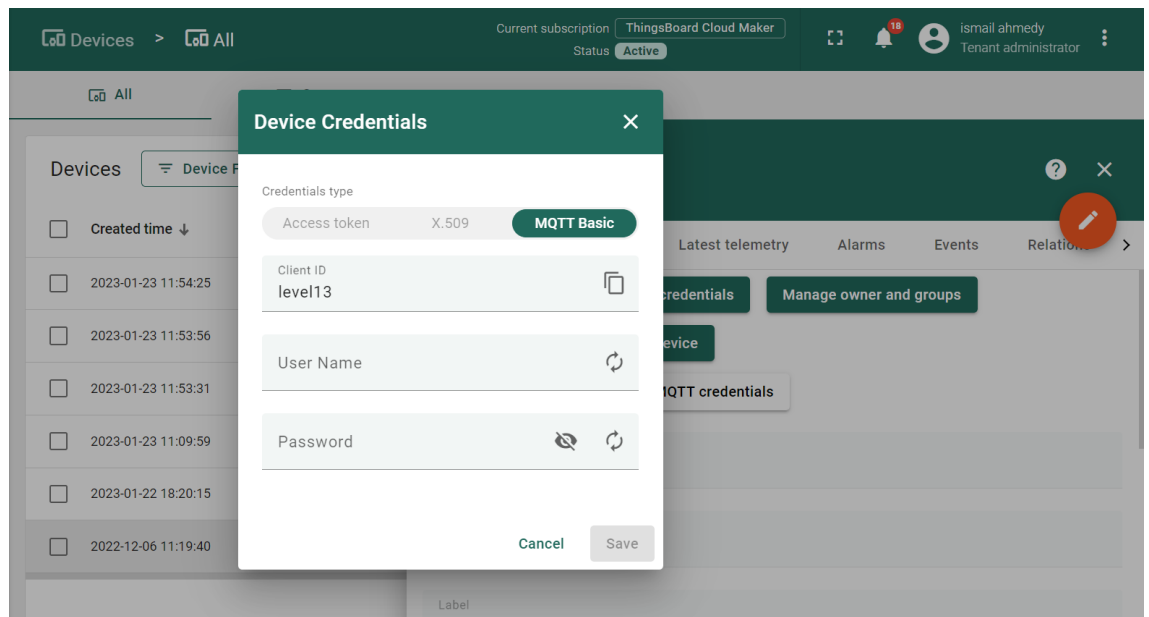 Devices > All
Current subscription ThingsBoard Cloud Maker
Status Active
18
ismail ahmedy
Tenant administrator
All
Device Credentials
Devices
Device
Credentials type
Access token X.509 MQTT Basic
Created time
Latest telemetry Alarms Events
Client ID
level13
2023-01-23 11:54:25
credentials
Manage owner and groups
2023-01-23 11:53:56
User Name
2023-01-23 11:53:31
MQTT credentials
2023-01-23 11:09:59
Password
2023-01-22 18:20:15
2022-12-06 11:19:40
Cancel Save
Label